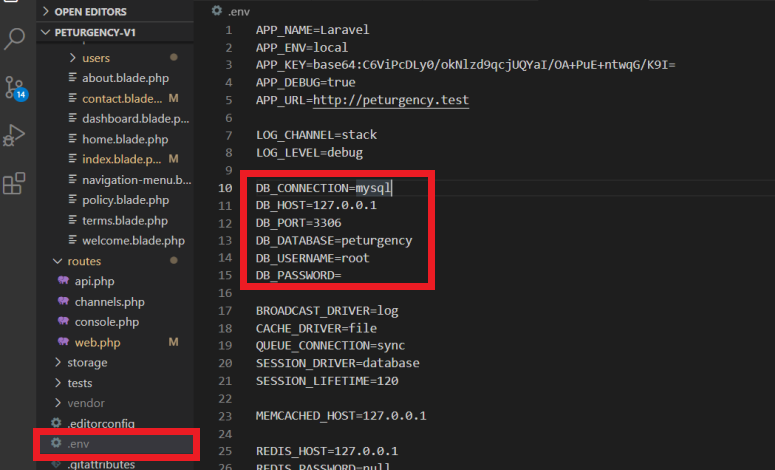 OPEN EDITORS
PETURGENCY-V1
users
about.blade.php
contact.blade... M
dashboard.blade.p...
home.blade.php
index.blade.p... M
navigation-menu.b...
policy.blade.php
terms.blade.php
welcome.blade.php
routes
api.php
channels.php
console.php
web.php M
storage
tests
vendor
.editorconfig
.env
.gitattributes
14
.env
1 APP_NAME=Laravel
2 APP_ENV=local
3 APP_KEY=base64:C6ViPcDLy0/okNlzd9qcjUQYaI/OA+PuE+ntwqG/K9I=
4 APP_DEBUG=true
5 APP_URL=http://peturgency.test
6
7 LOG_CHANNEL=stack
8 LOG_LEVEL=debug
9
10 DB_CONNECTION=mysql
11 DB_HOST=127.0.0.1
12 DB_PORT=3306
13 DB_DATABASE=peturgency
14 DB_USERNAME=root
15 DB_PASSWORD=
16
17 BROADCAST_DRIVER=log
18 CACHE_DRIVER=file
19 QUEUE_CONNECTION=sync
20 SESSION_DRIVER=database
21 SESSION_LIFETIME=120
22
23 MEMCACHED_HOST=127.0.0.1
24
25 REDIS_HOST=127.0.0.1
26 REDIS_PASSWORD=null